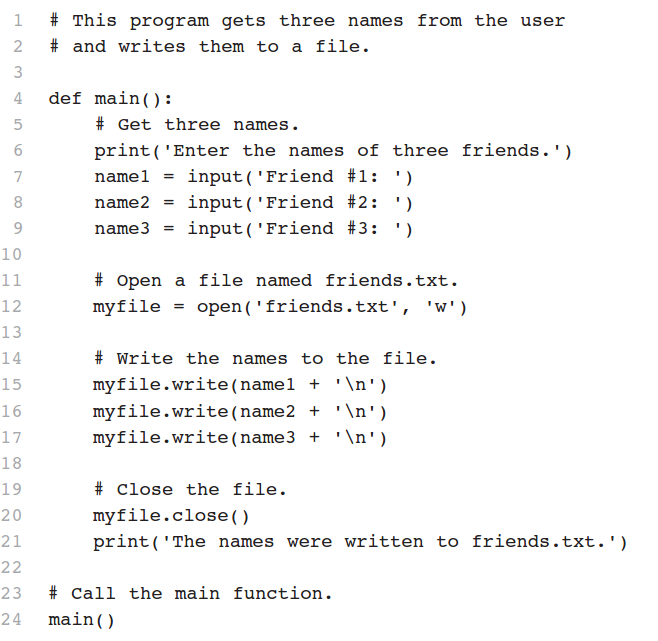 1 # This program gets three names from the user
2 # and writes them to a file.
3
4 def main():
5     # Get three names.
6     print('Enter the names of three friends.')
7     name1 = input('Friend #1: ')
8     name2 = input('Friend #2: ')
9     name3 = input('Friend #3: ')
10
11     # Open a file named friends.txt.
12     myfile = open('friends.txt', 'w')
13
14     # Write the names to the file.
15     myfile.write(name1 + '\n')
16     myfile.write(name2 + '\n')
17     myfile.write(name3 + '\n')
18
19     # Close the file.
20     myfile.close()
21     print('The names were written to friends.txt.')
22
23 # Call the main function.
24 main()